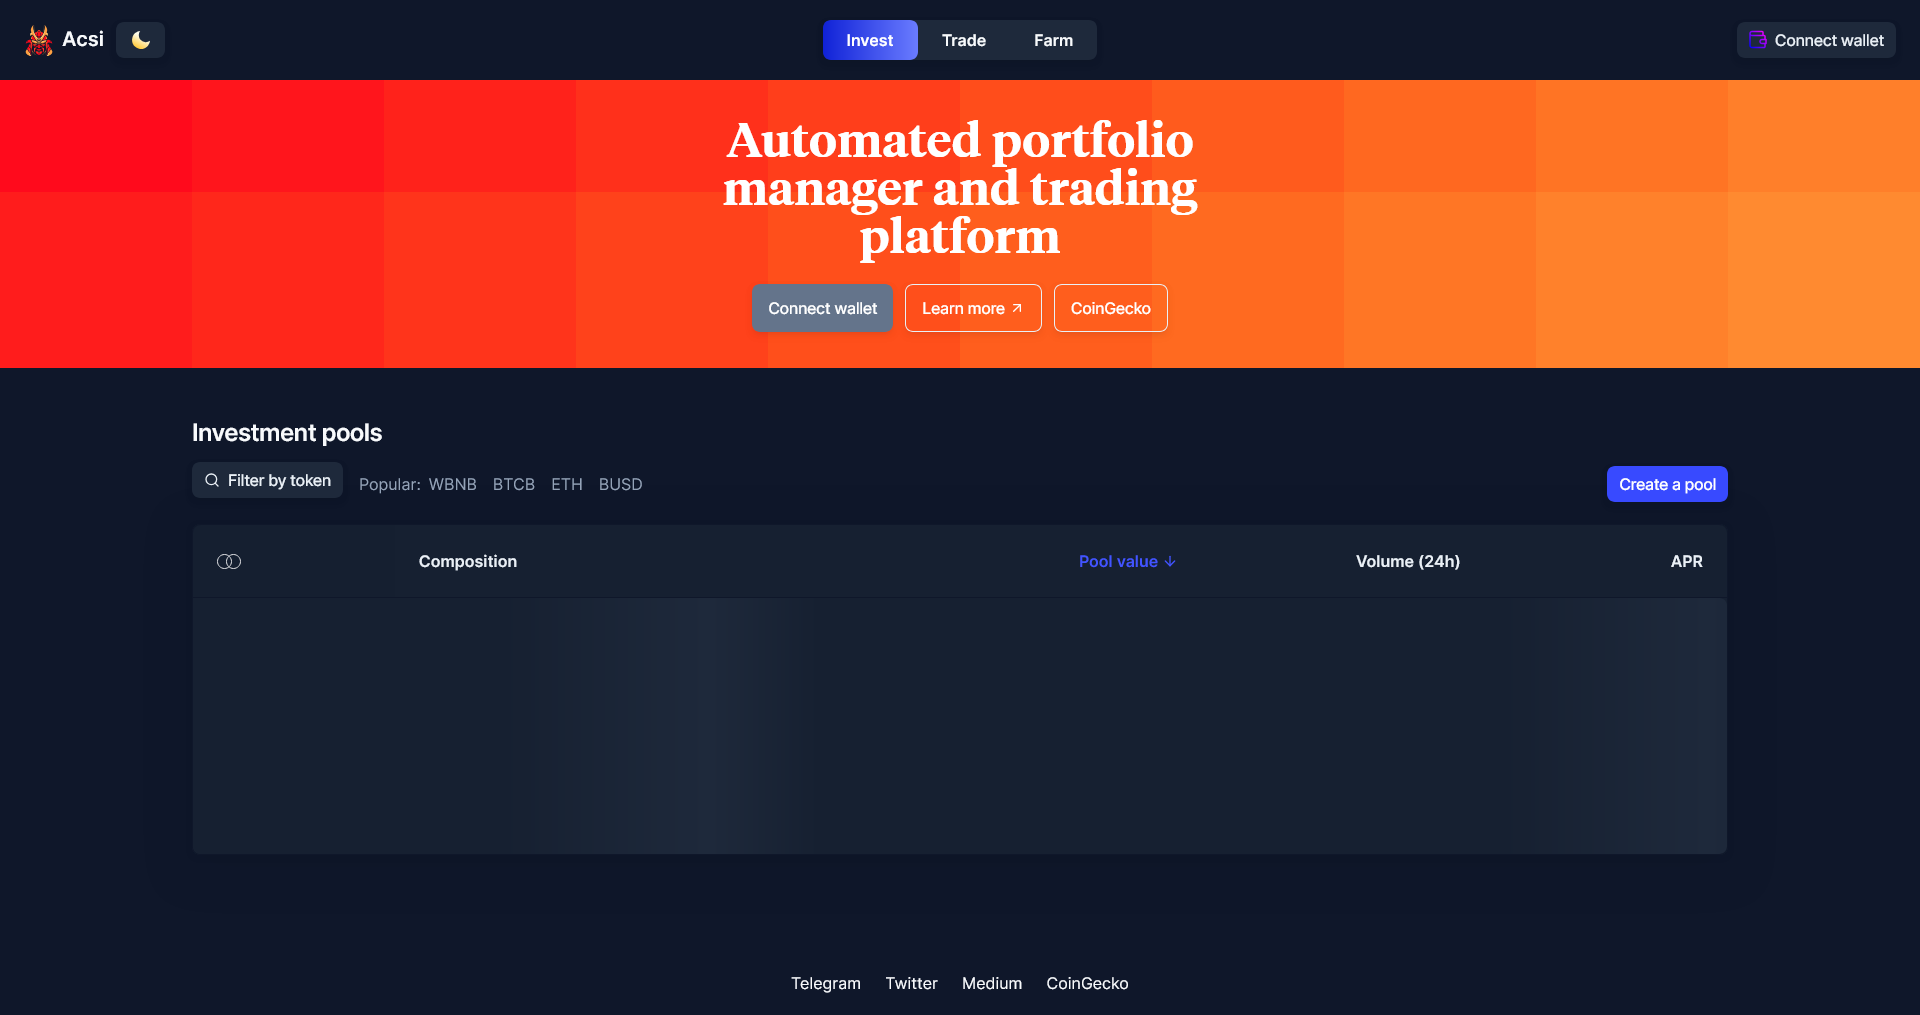 Acsi
Invest Trade Farm
Connect wallet
Automated portfolio
manager and trading
platform
Connect wallet Learn more CoinGecko
Investment pools
Filter by token Popular: WBNB BTCB ETH BUSD Create a pool
Composition Pool value Volume (24h) APR
Telegram Twitter Medium CoinGecko